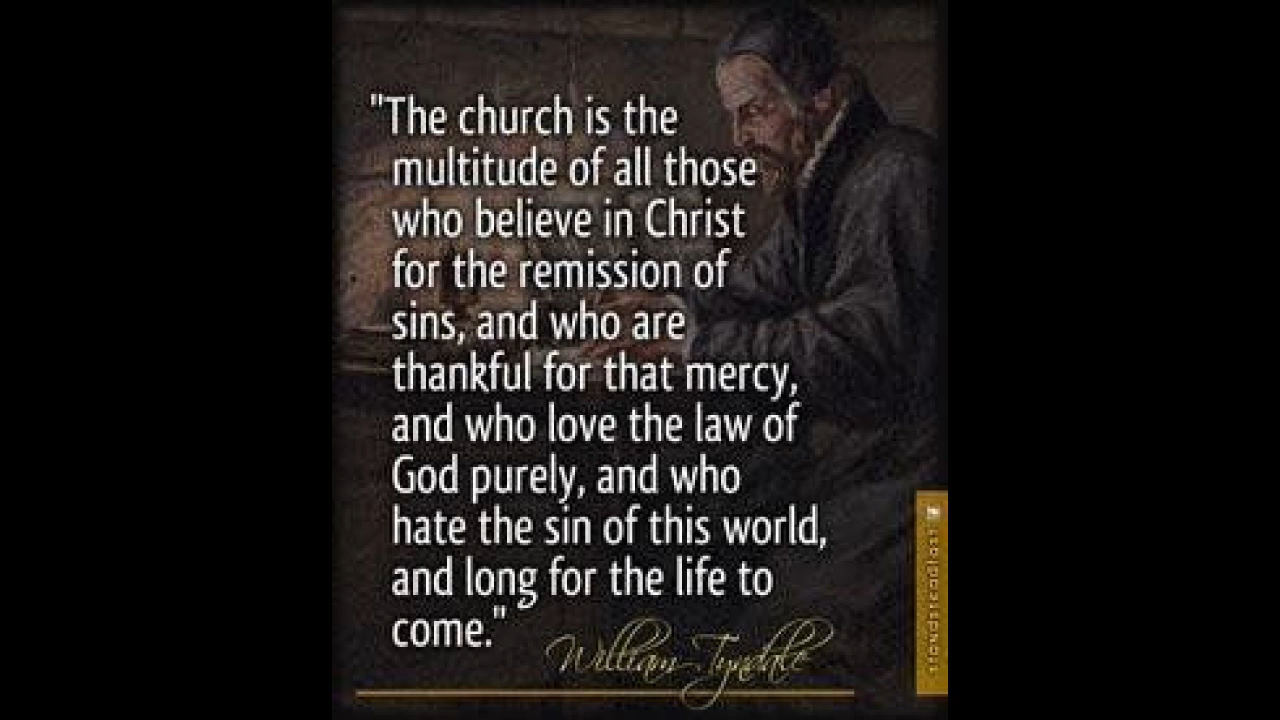 "The church is the
multitude of all those
who believe in Christ
for the remission of
sins, and who are
thankful for that mercy,
and who love the law of
God purely, and who
hate the sin of this world,
and long for the life to
come."
William Tyndale